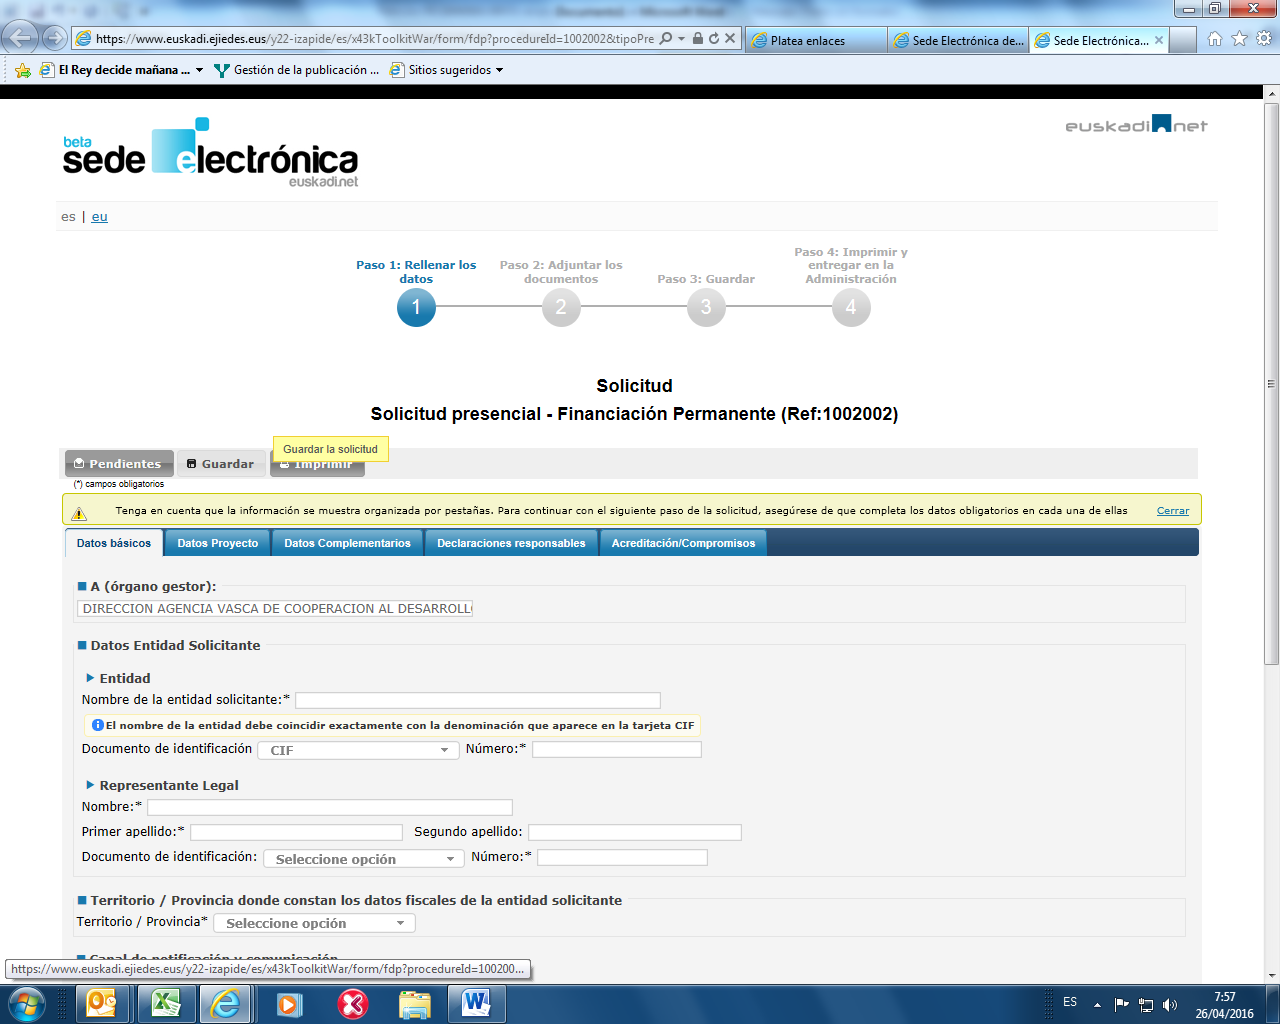 https://www.euskadi.ejiedes.eus/y22-izapide/es/x43kToolkitWar/form/fdp?procedureId=1002002&tipoPre
Platea enlaces
Sede Electrónica de...
Sede Electrónica...
El Rey decide mañana ...
Gestión de la publicación ...
Sitios sugeridos
beta
sede electrónica
euskadi.net
euskadi net
es | eu
Paso 1: Rellenar los datos
Paso 2: Adjuntar los documentos
Paso 3: Guardar
Paso 4: Imprimir y entregar en la Administración
1
2
3
4
Solicitud
Solicitud presencial - Financiación Permanente (Ref:1002002)
Guardar la solicitud
Pendientes
Guardar
Imprimir
(*) campos obligatorios
Tenga en cuenta que la información se muestra organizada por pestañas. Para continuar con el siguiente paso de la solicitud, asegúrese de que completa los datos obligatorios en cada una de ellas
Cerrar
Datos básicos
Datos Proyecto
Datos Complementarios
Declaraciones responsables
Acreditación/Compromisos
A (órgano gestor):
DIRECCION AGENCIA VASCA DE COOPERACION AL DESARROLL
Datos Entidad Solicitante
Entidad
Nombre de la entidad solicitante:*
El nombre de la entidad debe coincidir exactamente con la denominación que aparece en la tarjeta CIF
Documento de identificación CIF Número:*
Representante Legal
Nombre:*
Primer apellido:* Segundo apellido:
Documento de identificación: Seleccione opción Número:*
Territorio / Provincia donde constan los datos fiscales de la entidad solicitante
Territorio / Provincia* Seleccione opción
Canal de notificación y comunicación
https://www.euskadi.ejiedes.eus/y22-izapide/es/x43kToolkitWar/form/fdp?procedureId=100200...
ES
7:57
26/04/2016